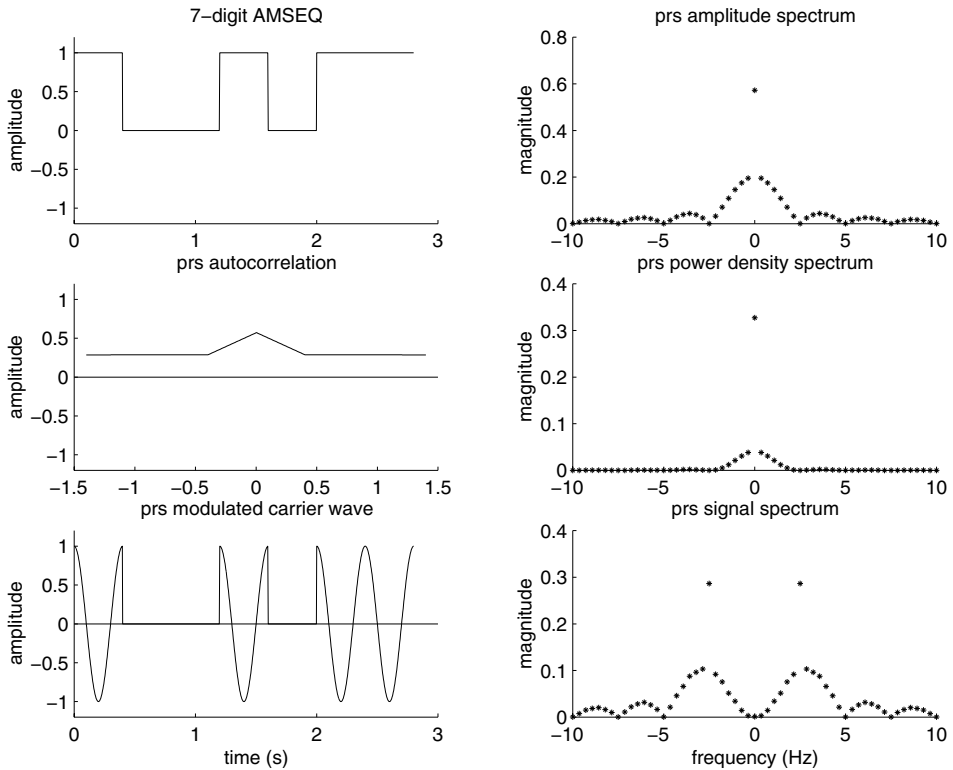 7−digit AMSEQ
amplitude
1
0.5
0
−0.5
−1
0 1 2 3
prs amplitude spectrum
magnitude
0.8
0.6
0.4
0.2
0
−10 −5 0 5 10
prs autocorrelation
amplitude
1
0.5
0
−0.5
−1
−1.5 −1 −0.5 0 0.5 1 1.5
prs power density spectrum
magnitude
0.4
0.3
0.2
0.1
0
−10 −5 0 5 10
prs modulated carrier wave
amplitude
1
0.5
0
−0.5
−1
0 1 2 3
time (s)
prs signal spectrum
magnitude
0.4
0.3
0.2
0.1
0
−10 −5 0 5 10
frequency (Hz)